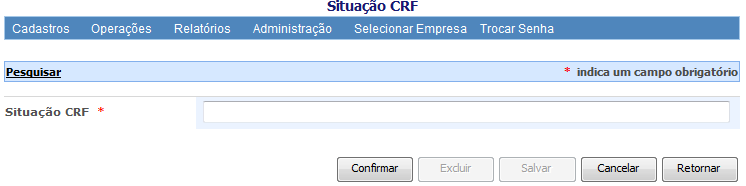 Situação CRF
Cadastros Operações Relatórios Administração Selecionar Empresa Trocar Senha
Pesquisar * indica um campo obrigatório
Situação CRF *
Confirmar Excluir Salvar Cancelar Retornar